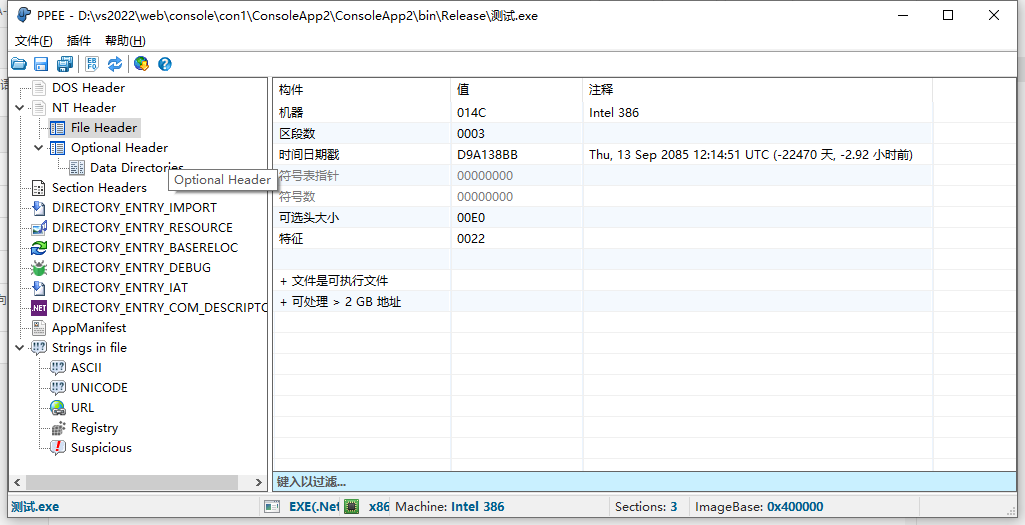 PPEE - D:\vs2022\web\console\con1\ConsoleApp2\ConsoleApp2\bin\Release\测试.exe
文件(F) 插件 帮助(H)
DOS Header
NT Header
File Header
Optional Header
Data Directories
Optional Header
Section Headers
DIRECTORY_ENTRY_IMPORT
DIRECTORY_ENTRY_RESOURCE
DIRECTORY_ENTRY_BASERELOC
DIRECTORY_ENTRY_DEBUG
DIRECTORY_ENTRY_IAT
DIRECTORY_ENTRY_COM_DESCRIPTO
AppManifest
Strings in file
ASCII
UNICODE
URL
Registry
Suspicious
构件 值 注释
机器 014C Intel 386
区段数 0003
时间日期戳 D9A138BB Thu, 13 Sep 2085 12:14:51 UTC (-22470 天, -2.92 小时前)
符号表指针 00000000
符号数 00000000
可选头大小 00E0
特征 0022
+ 文件是可执行文件
+ 可处理 > 2 GB 地址
键入以过滤...
测试.exe EXE(.Net x86 Machine: Intel 386 Sections: 3 ImageBase: 0x400000